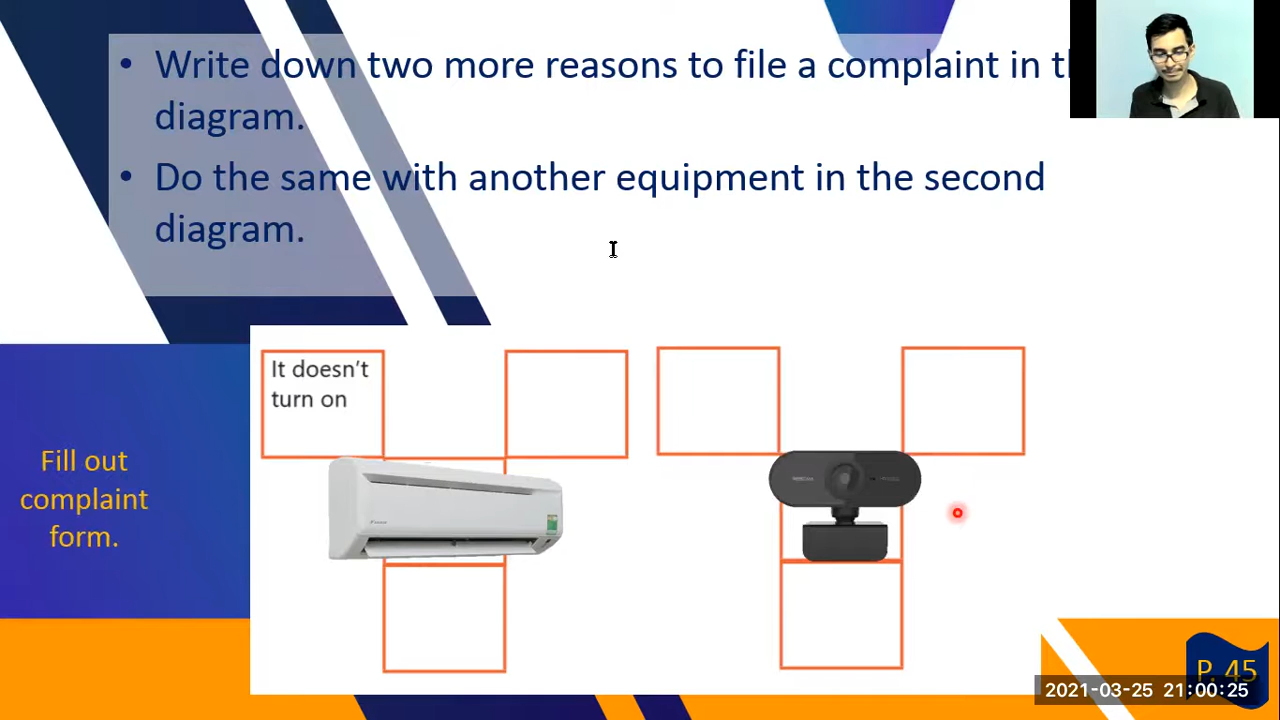 • Write down two more reasons to file a complaint in th
diagram.
• Do the same with another equipment in the second
diagram.
It doesn't
turn on
Fill out
complaint
form.
P. 45
2021-03-25 21:00:25